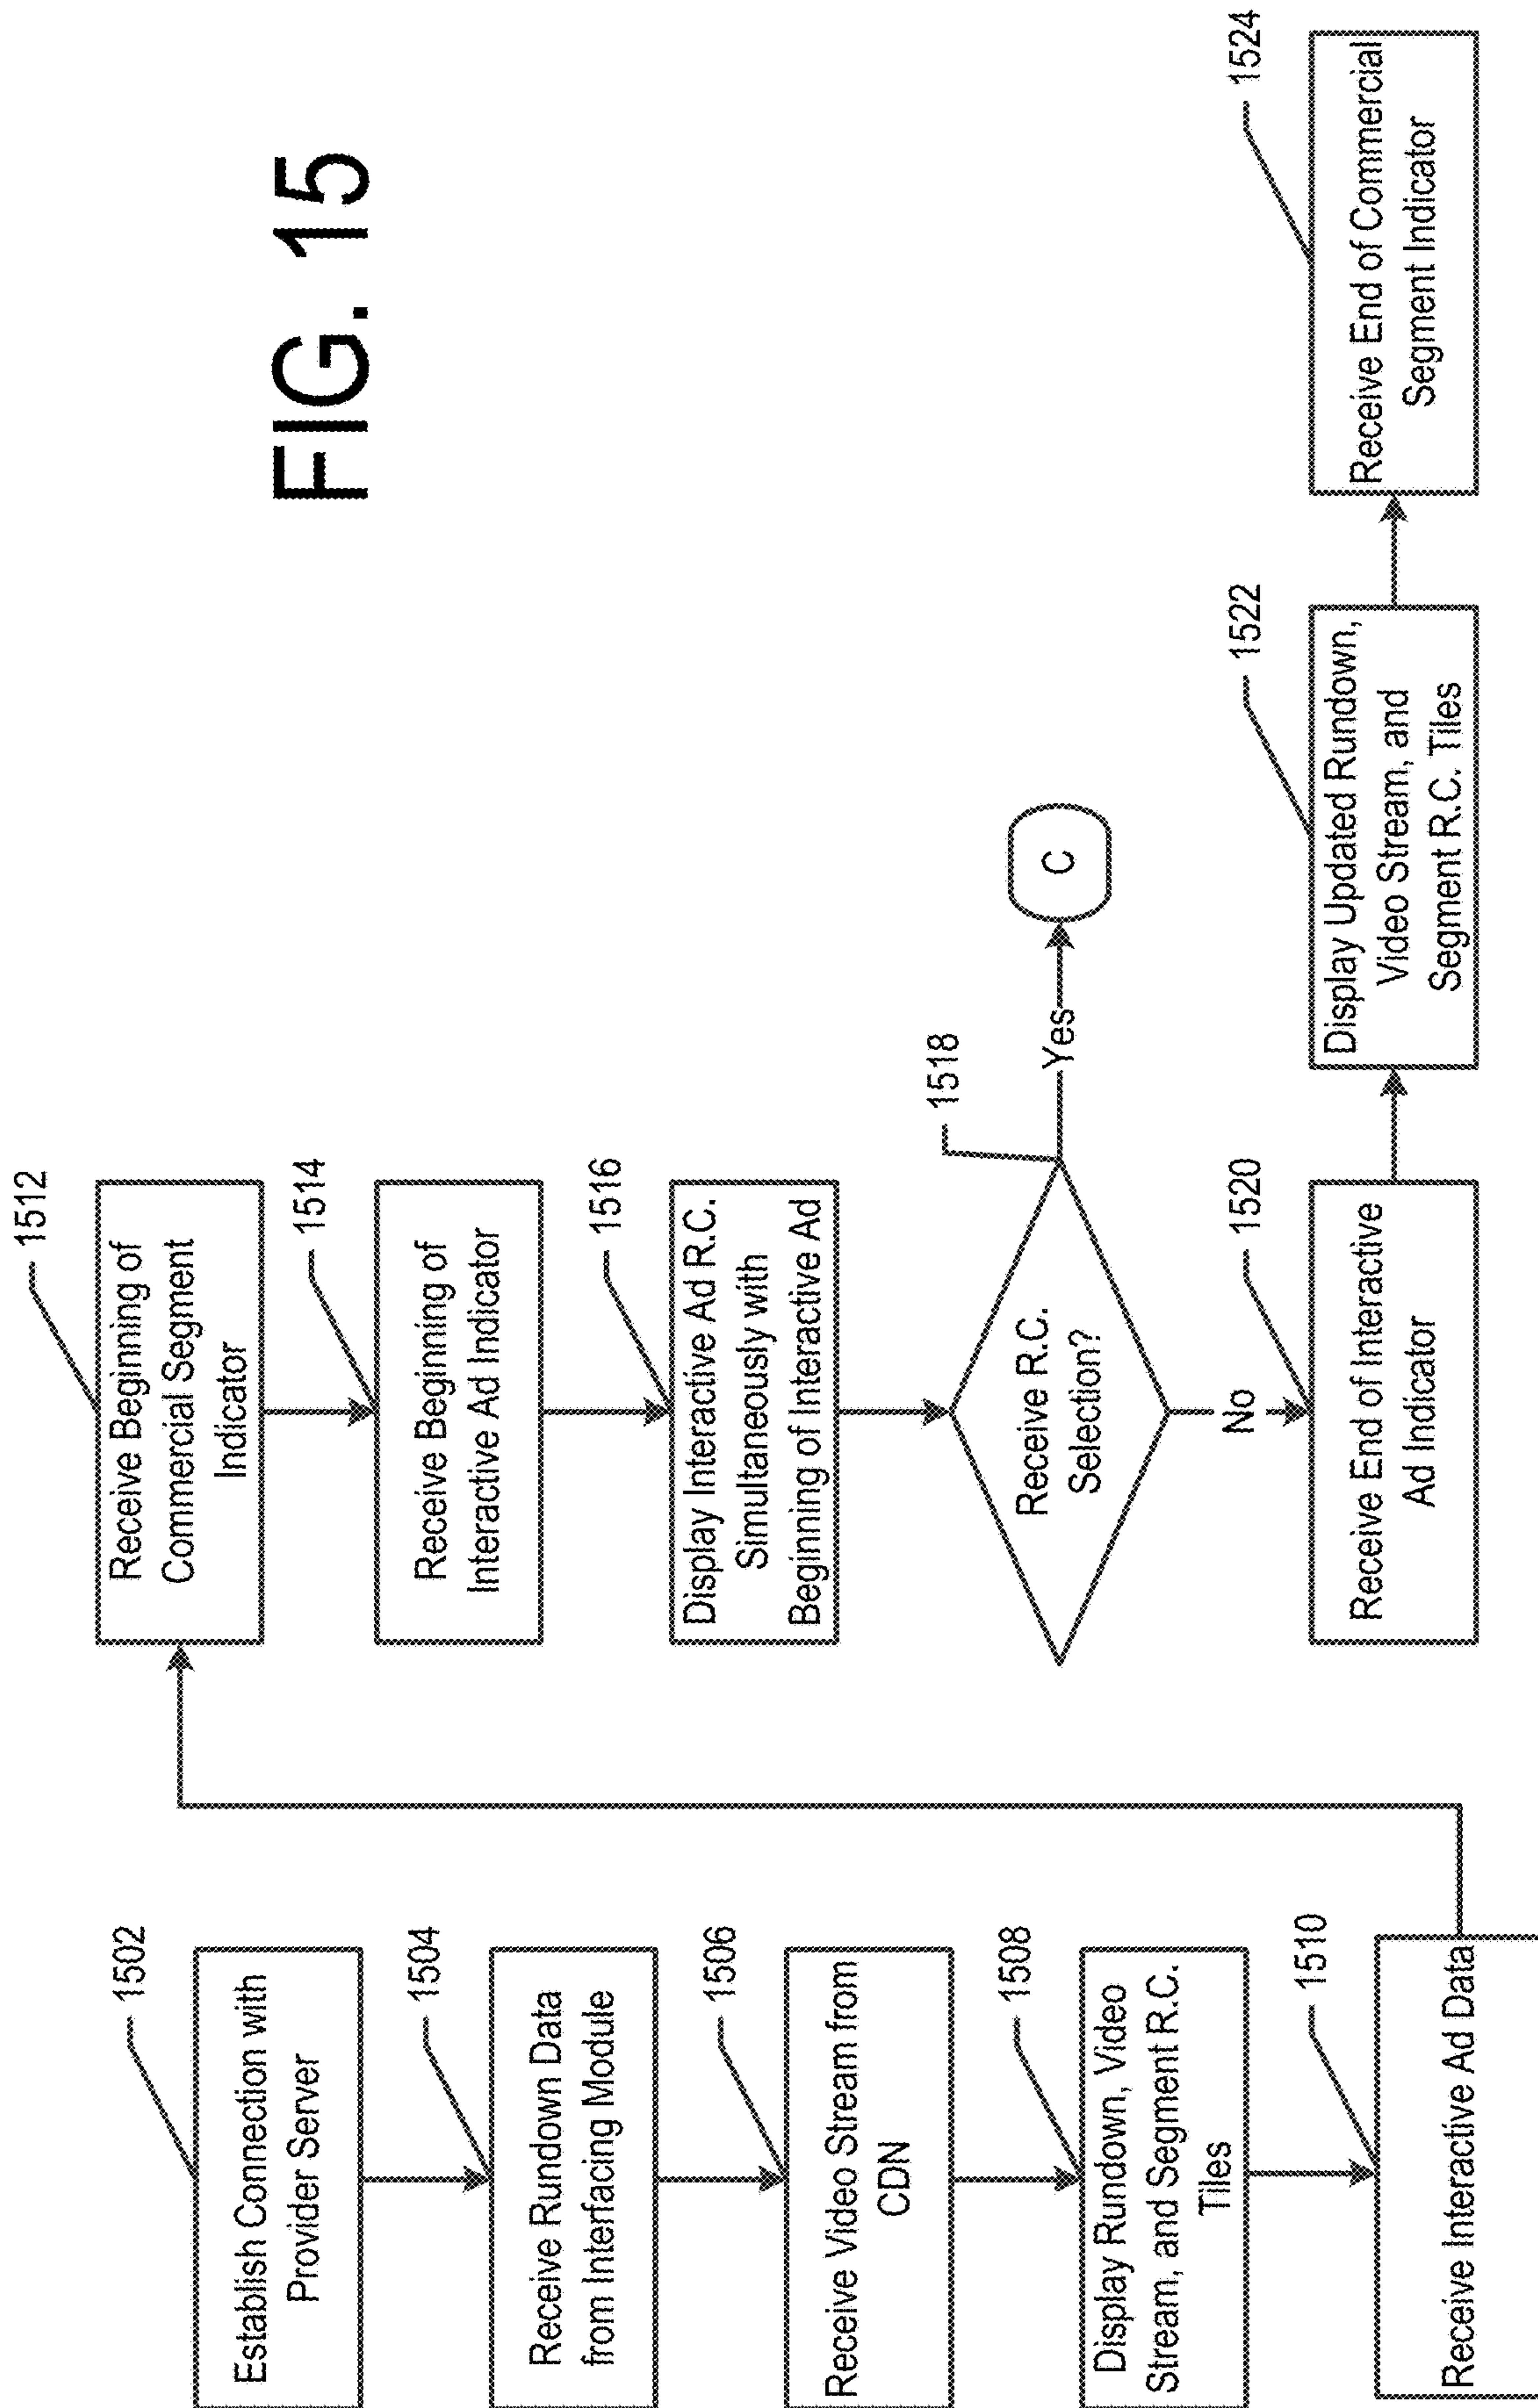 1502
Establish Connection with
Provider Server
1504
Receive Rundown Data
from Interfacing Module
1506
Receive Video Stream from
CDN
1508
Display Rundown, Video
Stream, and Segment R.C.
Tiles
1510
Receive Interactive Ad Data
1512
Receive Beginning of
Commercial Segment
Indicator
1514
Receive Beginning of
Interactive Ad Indicator
1516
Display Interactive Ad R.C.
Simultaneously with
Beginning of Interactive Ad
1518
Receive R.C.
Selection?
Yes
C
No
1520
Receive End of Interactive
Ad Indicator
1522
Display Updated Rundown,
Video Stream, and
Segment R.C. Tiles
1524
Receive End of Commercial
Segment Indicator
FIG. 15